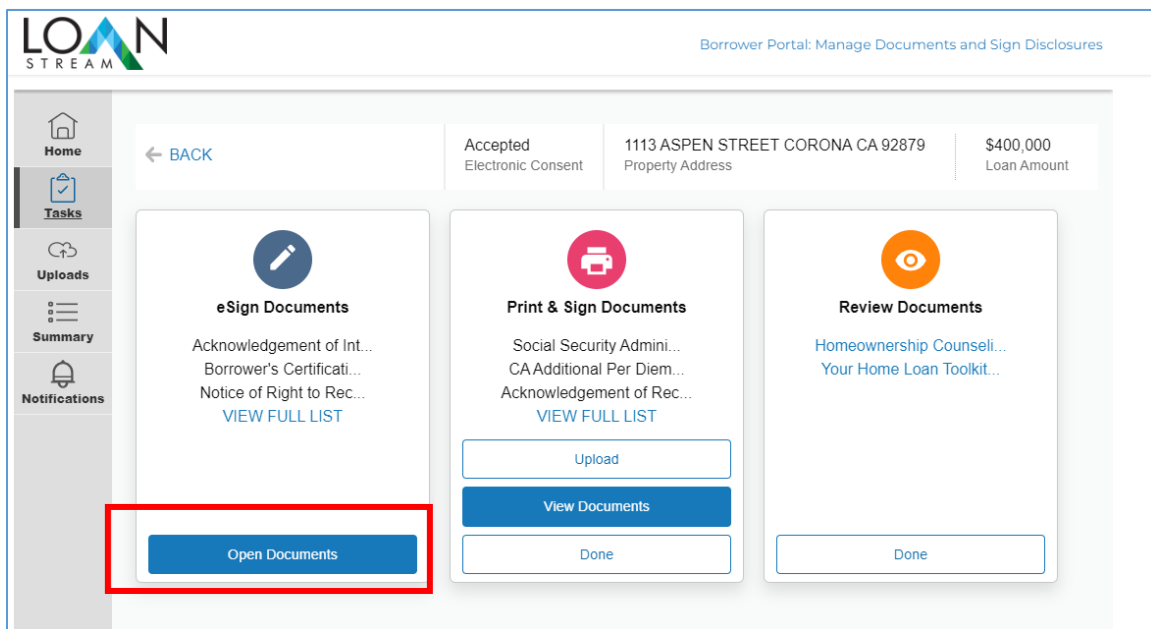 LOAN
STREAM
Borrower Portal: Manage Documents and Sign Disclosures
Home
Tasks
Uploads
Summary
Notifications
BACK
Accepted
Electronic Consent
1113 ASPEN STREET CORONA CA 92879
Property Address
$400,000
Loan Amount
eSign Documents
Acknowledgement of Int...
Borrower's Certificati...
Notice of Right to Rec...
VIEW FULL LIST
Open Documents
Print & Sign Documents
Social Security Admini...
CA Additional Per Diem...
Acknowledgement of Rec...
VIEW FULL LIST
Upload
View Documents
Done
Review Documents
Homeownership Counseli...
Your Home Loan Toolkit...
Done